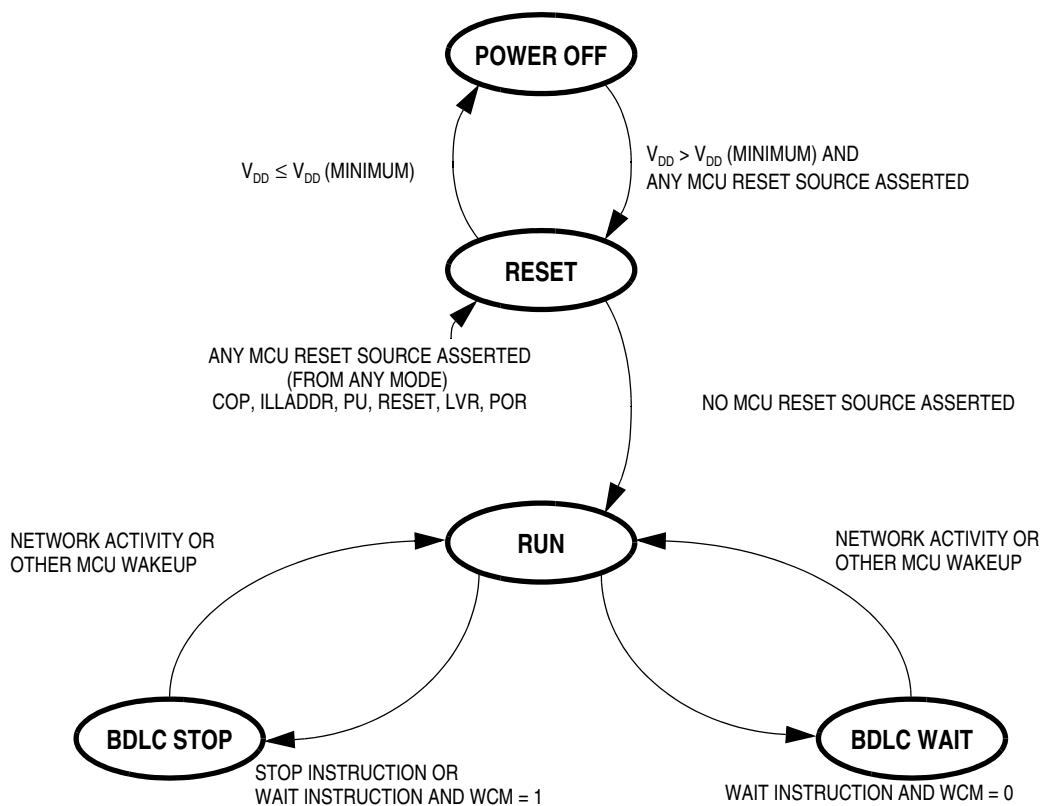 POWER OFF
V_DD ≤ V_DD (MINIMUM)
V_DD > V_DD (MINIMUM) AND
ANY MCU RESET SOURCE ASSERTED
RESET
ANY MCU RESET SOURCE ASSERTED
(FROM ANY MODE)
COP, ILLADDR, PU, RESET, LVR, POR
NO MCU RESET SOURCE ASSERTED
NETWORK ACTIVITY OR
OTHER MCU WAKEUP
RUN
NETWORK ACTIVITY OR
OTHER MCU WAKEUP
BDLC STOP
BDLC WAIT
STOP INSTRUCTION OR
WAIT INSTRUCTION AND WCM = 1
WAIT INSTRUCTION AND WCM = 0